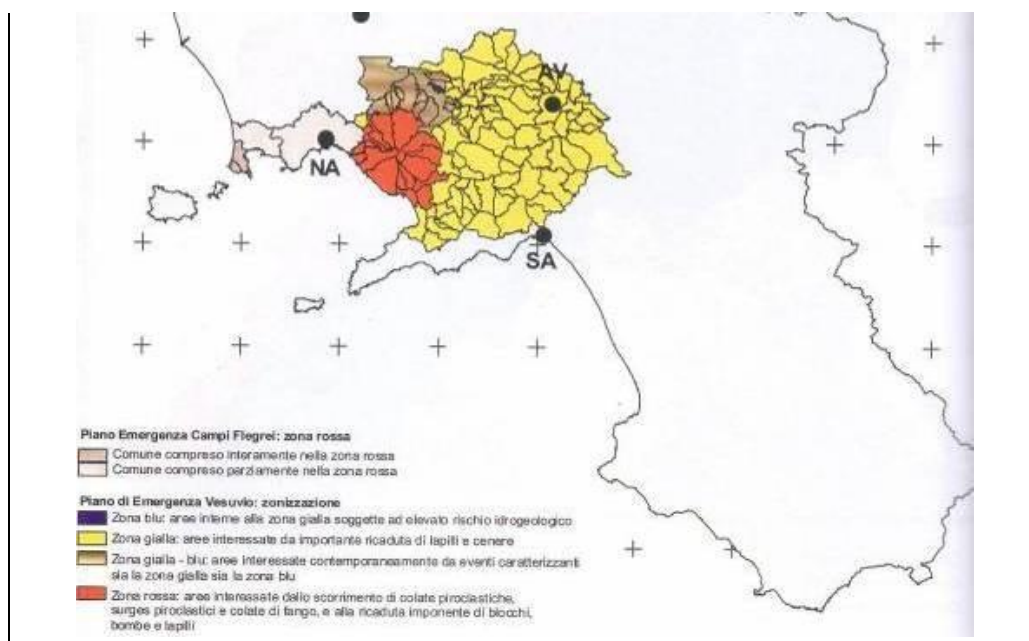 AV
NA
SA
Piano Emergenza Campi Flegrei: zona rossa
Comune compreso interamente nella zona rossa
Comune compreso parziamente nella zona rossa
Piano di Emergenza Vesuvio: zonizzazione
Zona blu: aree interne alla zona gialla soggette ad elevato rischio idrogeologico
Zona gialla: aree interessate da importante ricaduta di lapilli e cenere
Zona gialla - blu: aree interessate contemporaneamente da eventi caratterizzanti
sia la zona gialla sia la zona blu
Zona rossa: aree interessate dallo scorrimento di colate piroclastiche,
surges piroclastici e colate di fango, e alla ricaduta imponente di blocchi,
bombe e lapilli